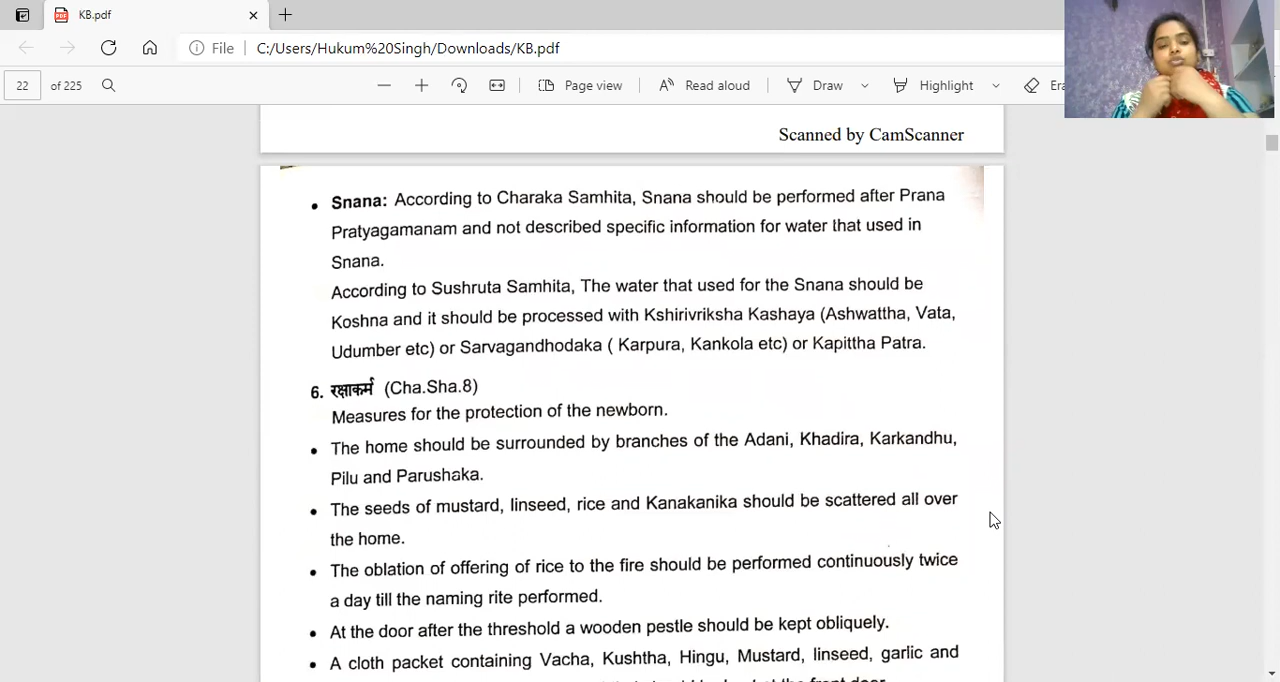 KB.pdf
File
C:/Users/Hukum%20Singh/Downloads/KB.pdf
22 of 225
Page view
Read aloud
Draw
Highlight
Era
Scanned by CamScanner
• Snana: According to Charaka Samhita, Snana should be performed after Prana
Pratyagamanam and not described specific information for water that used in
Snana.
According to Sushruta Samhita, The water that used for the Snana should be
Koshna and it should be processed with Kshirivriksha Kashaya (Ashwattha, Vata,
Udumber etc) or Sarvagandhodaka ( Karpura, Kankola etc) or Kapittha Patra.
6. रक्षाकर्म (Cha.Sha.8)
Measures for the protection of the newborn.
• The home should be surrounded by branches of the Adani, Khadira, Karkandhu,
Pilu and Parushaka.
• The seeds of mustard, linseed, rice and Kanakanika should be scattered all over
the home.
• The oblation of offering of rice to the fire should be performed continuously twice
a day till the naming rite performed.
• At the door after the threshold a wooden pestle should be kept obliquely.
• A cloth packet containing Vacha, Kushtha, Hingu, Mustard, linseed, garlic and